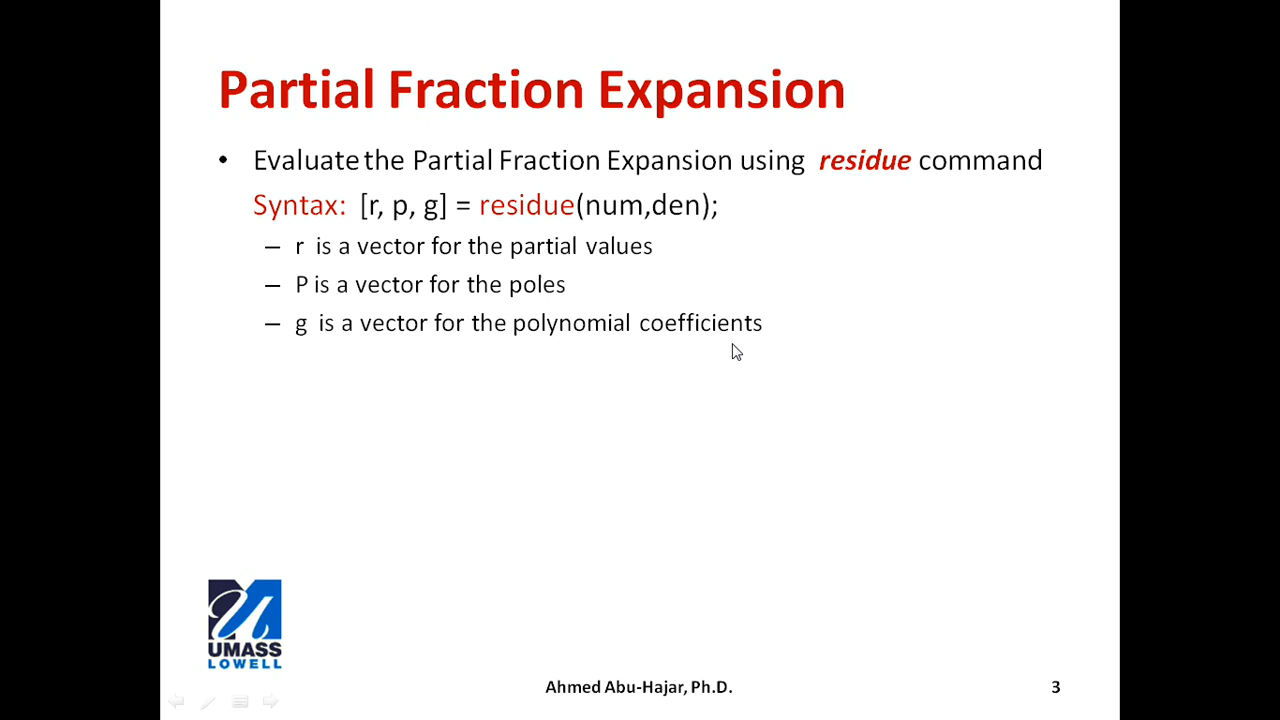 Partial Fraction Expansion
• Evaluate the Partial Fraction Expansion using residue command
Syntax: [r, p, g] = residue(num,den);
– r is a vector for the partial values
– P is a vector for the poles
– g is a vector for the polynomial coefficients
UMASS
LOWELL
Ahmed Abu-Hajar, Ph.D.
3